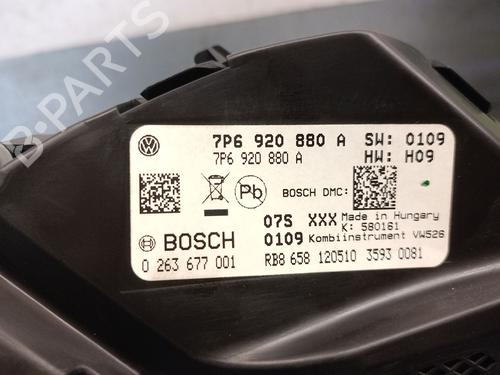 7P6 920 880 A SW: 0109
7P6 920 880 A HW: H09
Pb
BOSCH DMC:
07S XXX Made in Hungary
K: 580161
BOSCH 0109 Kombiinstrument VW526
0 263 677 001 RB8 658 120510 3593 0081
B-PARTS